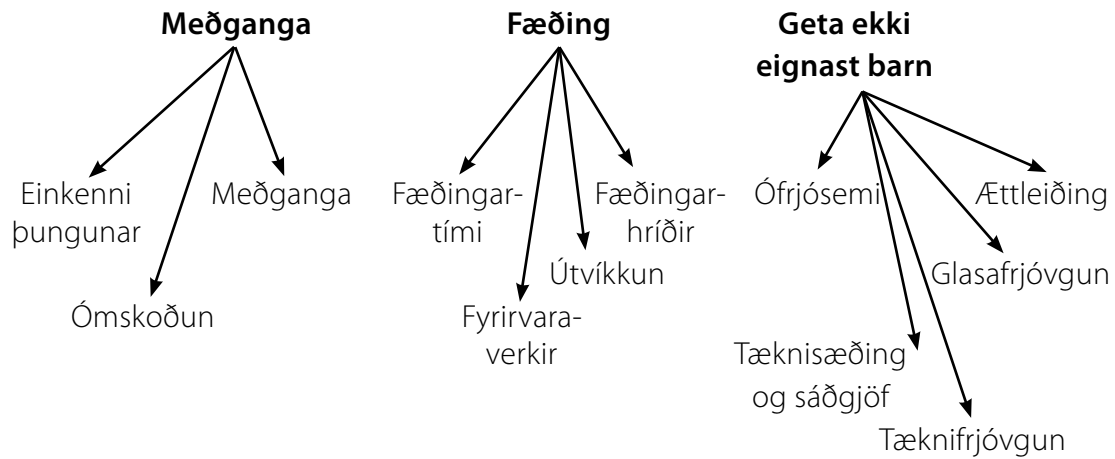 Meðganga
Einkenni
þungunar
Meðganga
Ómskoðun
Fæðing
Fæðingar-
tími
Fæðingar-
hríðir
Útvíkkun
Fyrirvara-
verkir
Geta ekki
eignast barn
Ófrjósemi
Ættleiðing
Glasafrjóvgun
Tæknisæðing
og sáðgjöf
Tæknifrjóvgun